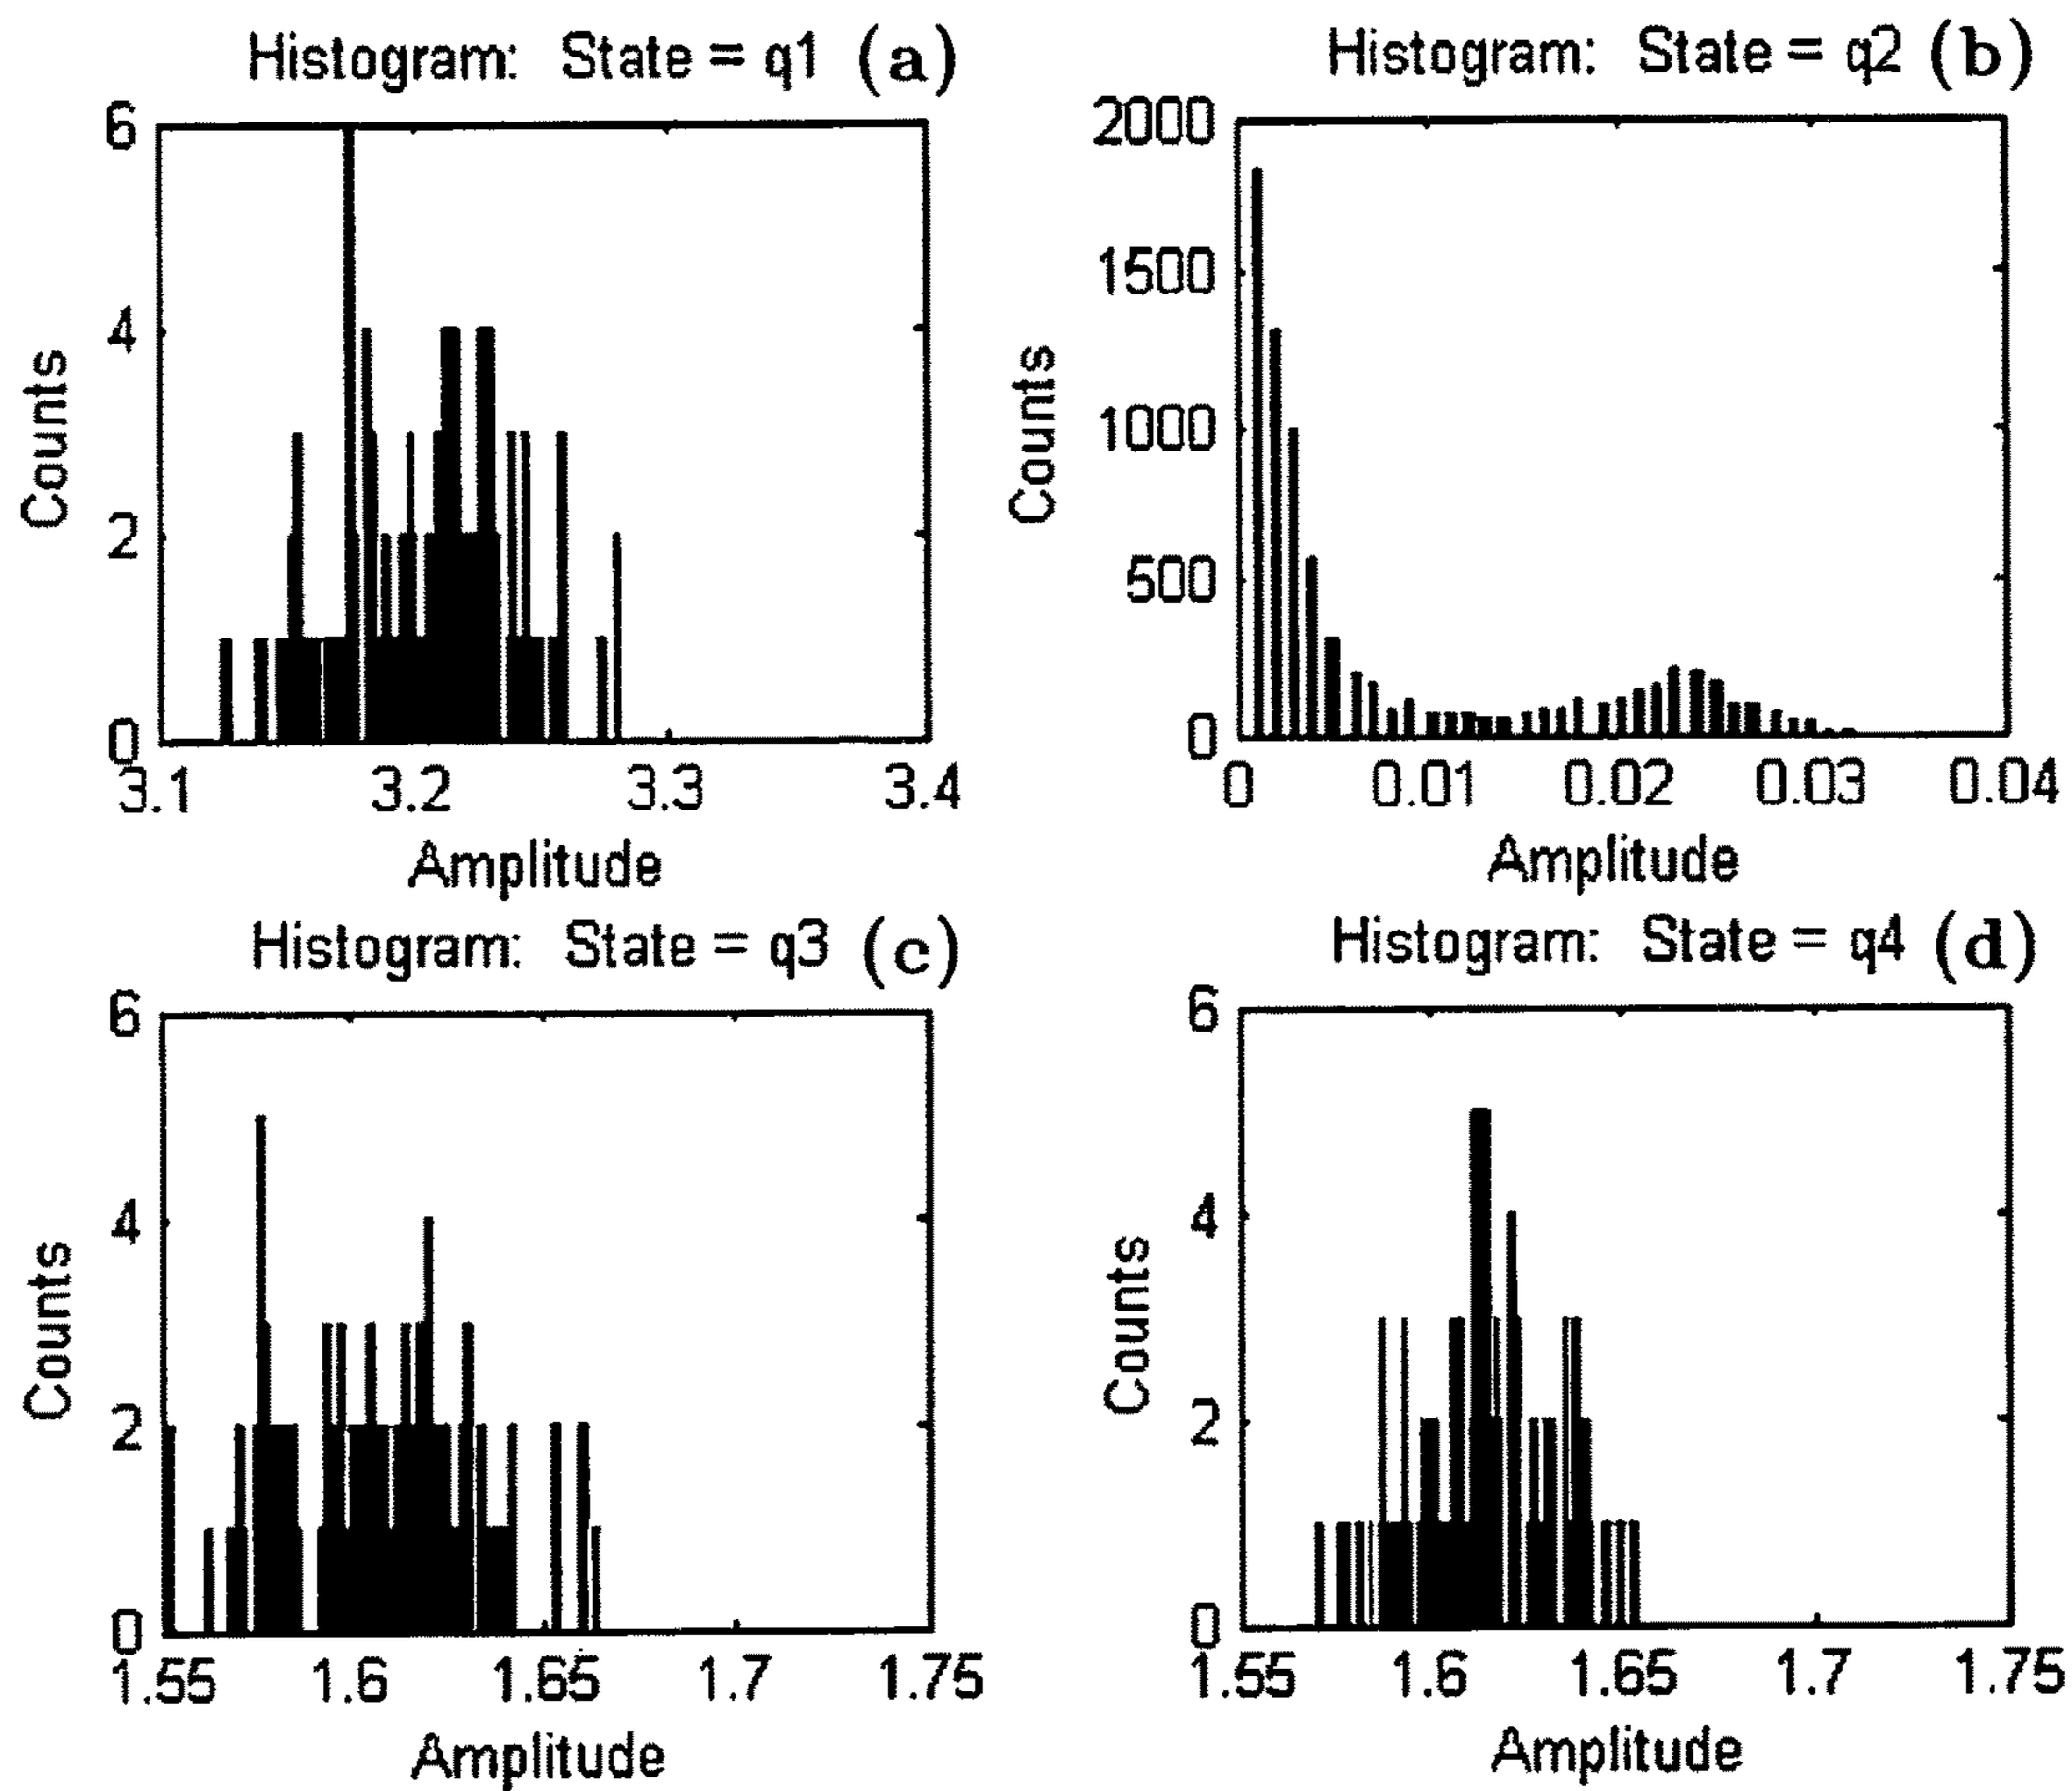 Histogram: State = q1 (a)
6
4
2
0
3.1 3.2 3.3 3.4
Counts
Amplitude
Histogram: State = q2 (b)
2000
1500
1000
500
0
0 0.01 0.02 0.03 0.04
Counts
Amplitude
Histogram: State = q3 (c)
6
4
2
0
1.55 1.6 1.65 1.7 1.75
Counts
Amplitude
Histogram: State = q4 (d)
6
4
2
0
1.55 1.6 1.65 1.7 1.75
Counts
Amplitude